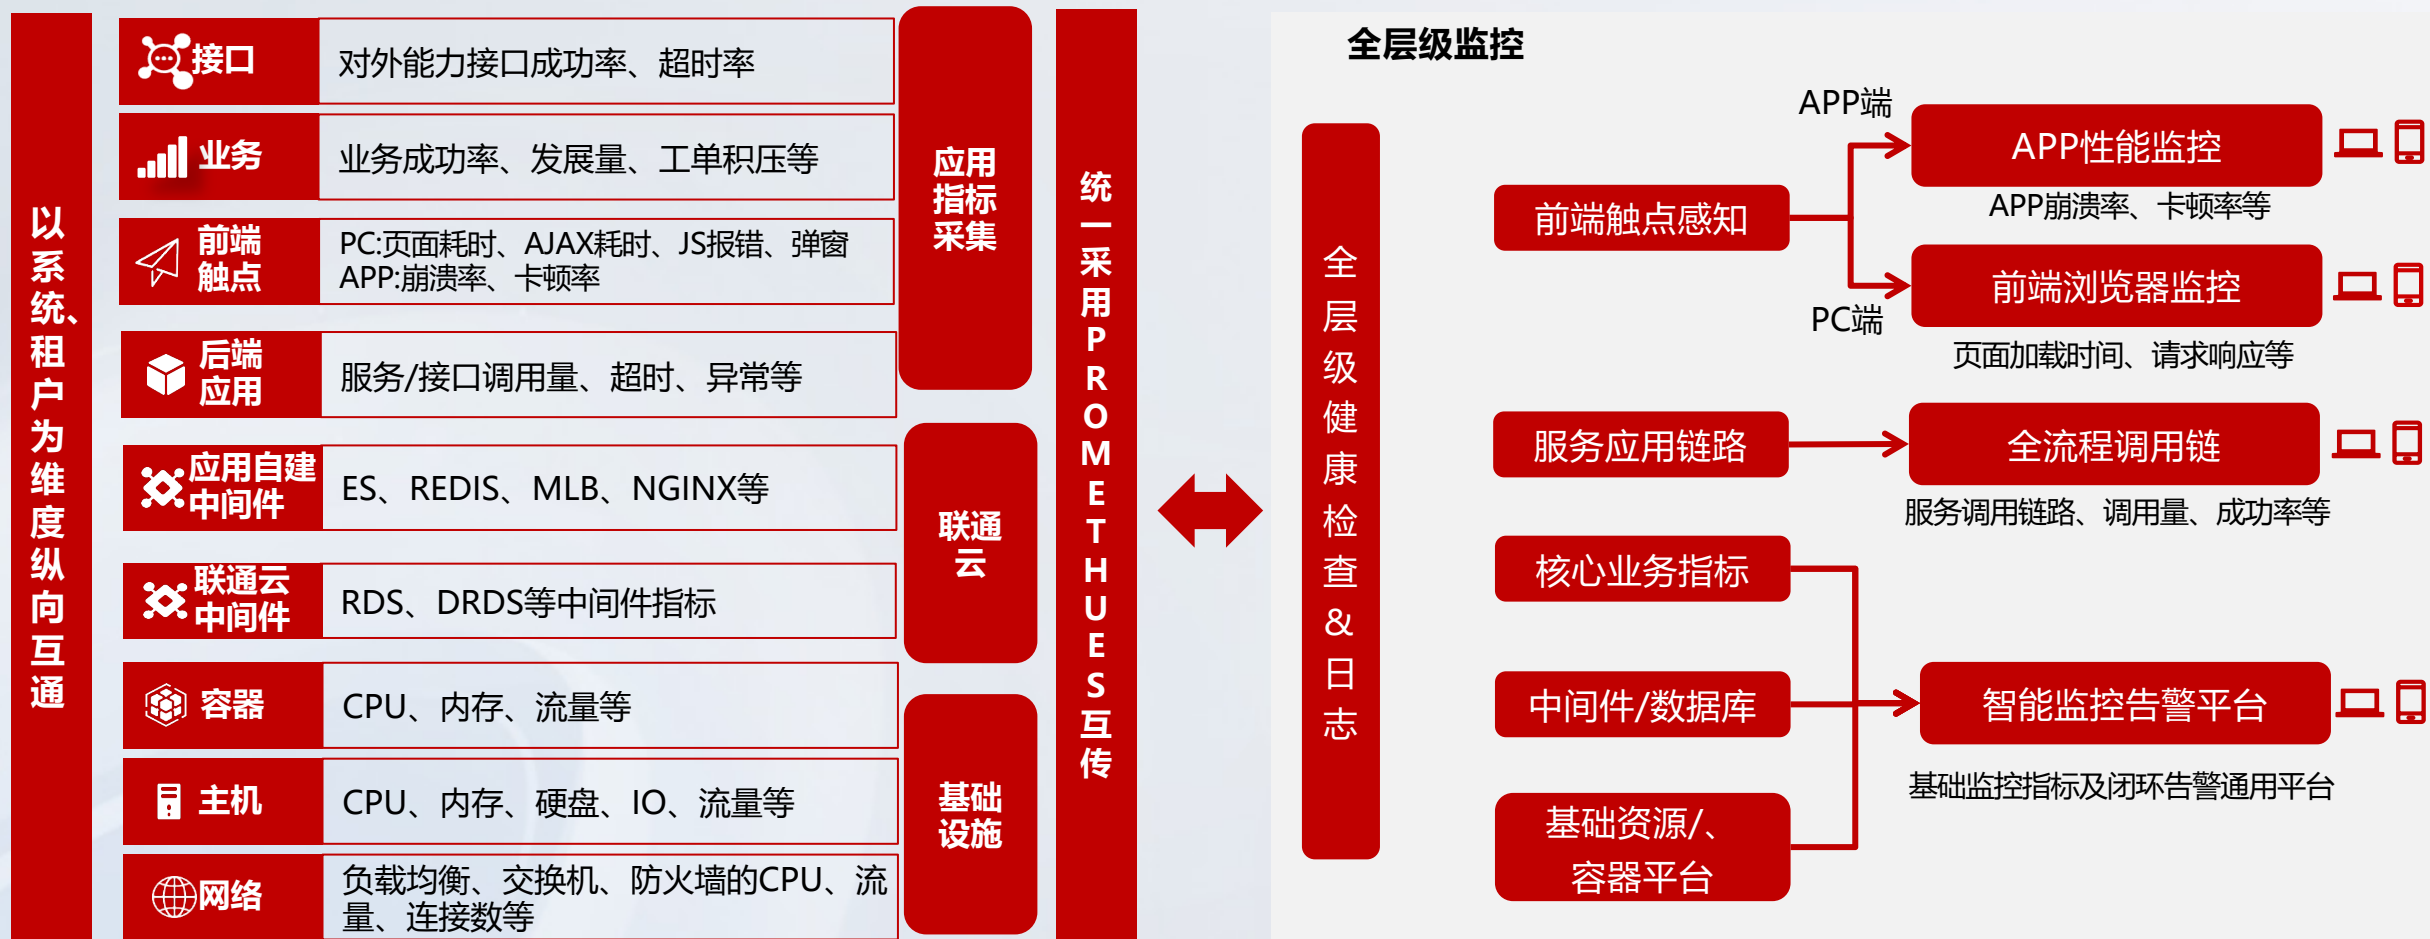 以系统、租户为维度纵向互通
接口
对外能力接口成功率、超时率
业务
业务成功率、发展量、工单积压等
前端
触点
PC:页面耗时、AJAX耗时、JS报错、弹窗
APP:崩溃率、卡顿率
后端
应用
服务/接口调用量、超时、异常等
应用自建
中间件
ES、REDIS、MLB、NGINX等
联通云
中间件
RDS、DRDS等中间件指标
容器
CPU、内存、流量等
主机
CPU、内存、硬盘、IO、流量等
网络
负载均衡、交换机、防火墙的CPU、流
量、连接数等
应用
指标
采集
联通
云
基础
设施
统一采用PROMETHUES互传
全层级监控
全层级健康检查&日志
前端触点感知
APP端
APP性能监控
APP崩溃率、卡顿率等
前端浏览器监控
PC端
页面加载时间、请求响应等
服务应用链路
全流程调用链
服务调用链路、调用量、成功率等
核心业务指标
中间件/数据库
基础资源/、
容器平台
智能监控告警平台
基础监控指标及闭环告警通用平台